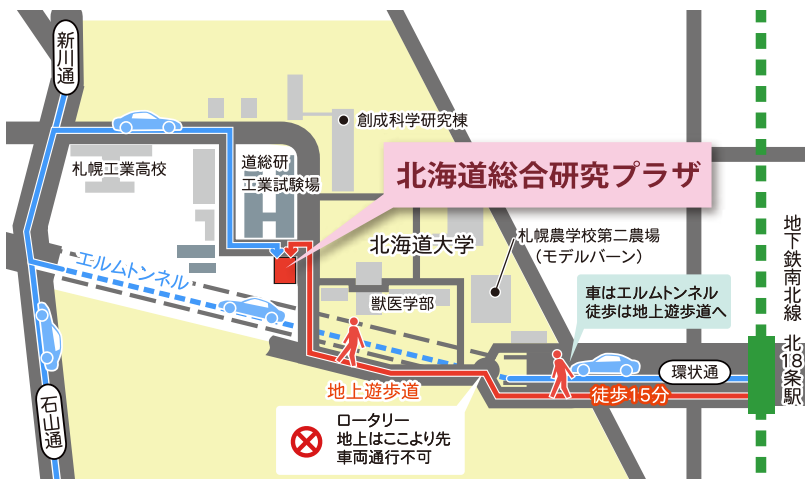 新川通
創成科学研究棟
札幌工業高校
道総研
工業試験場
北海道総合研究プラザ
北海道大学
札幌農学校第二農場
（モデルバーン）
地下鉄南北線 北18条駅
エルムトンネル
獣医学部
車はエルムトンネル
徒歩は地上遊歩道へ
環状通
地上遊歩道
徒歩15分
石山通
ロータリー
地上はここより先
車両通行不可